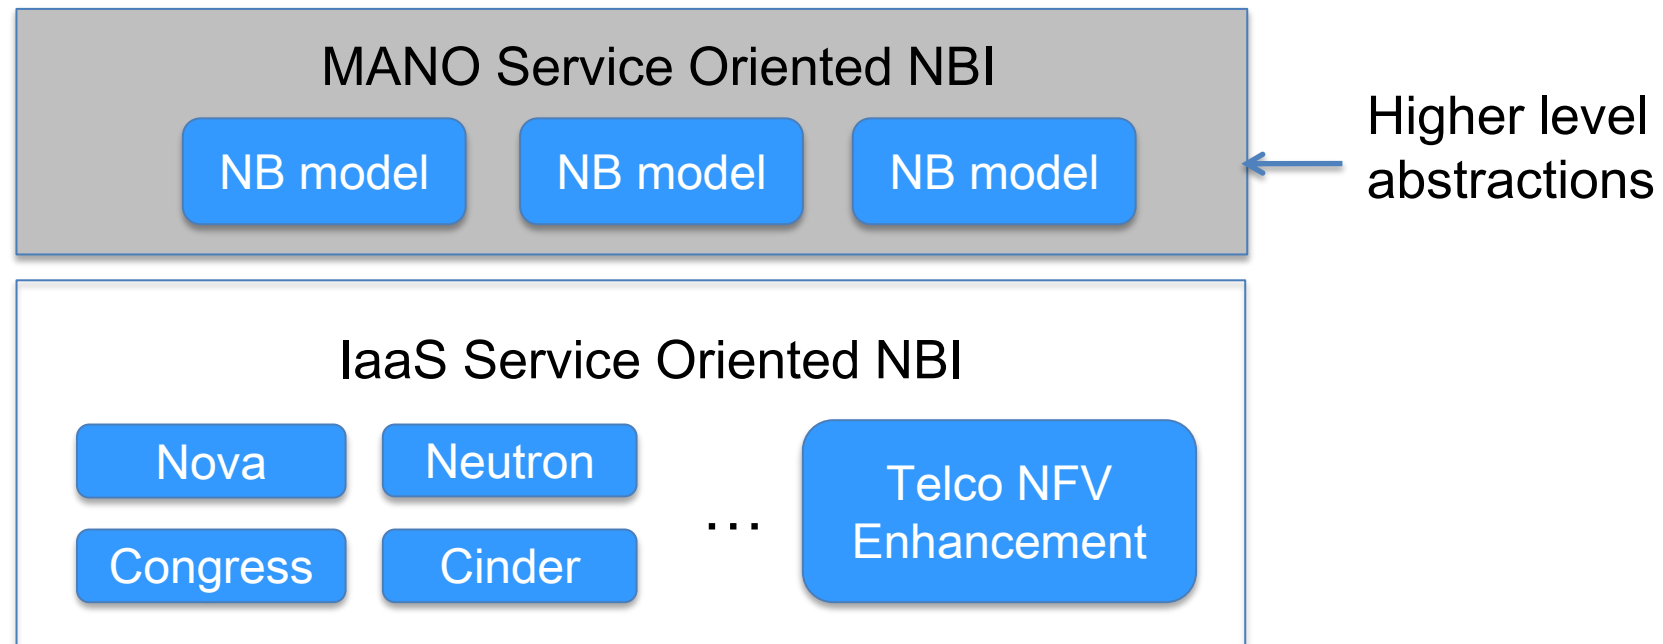 MANO Service Oriented NBI
NB model
NB model
NB model
Higher level
abstractions
IaaS Service Oriented NBI
Nova
Neutron
Congress
Cinder
...
Telco NFV
Enhancement